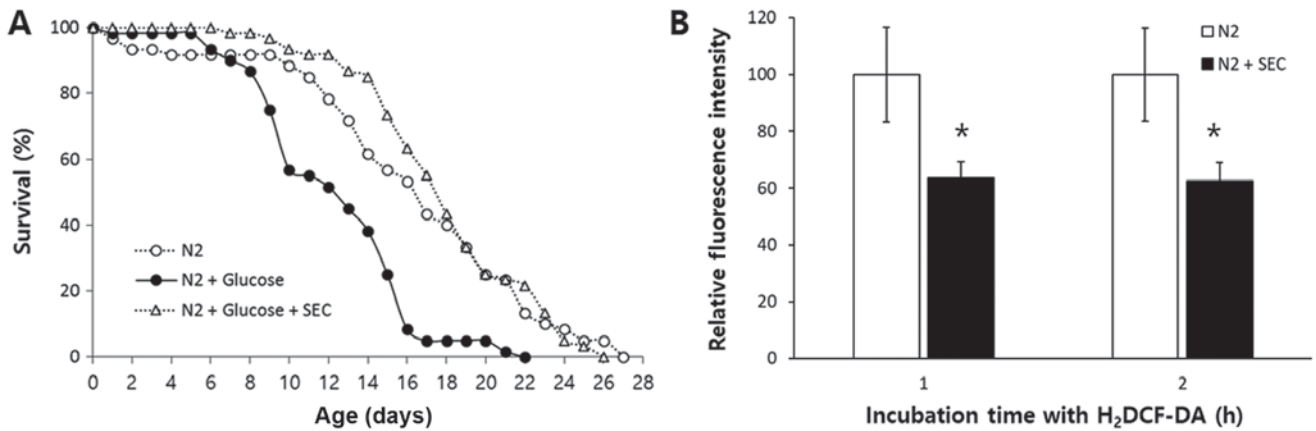 A
Survival (%)
100
80
60
40
20
0
N2
N2 + Glucose
N2 + Glucose + SEC
0 2 4 6 8 10 12 14 16 18 20 22 24 26 28
Age (days)
B
Relative fluorescence intensity
120
100
80
60
40
20
0
N2
N2 + SEC
*
*
1 2
Incubation time with H₂DCF-DA (h)